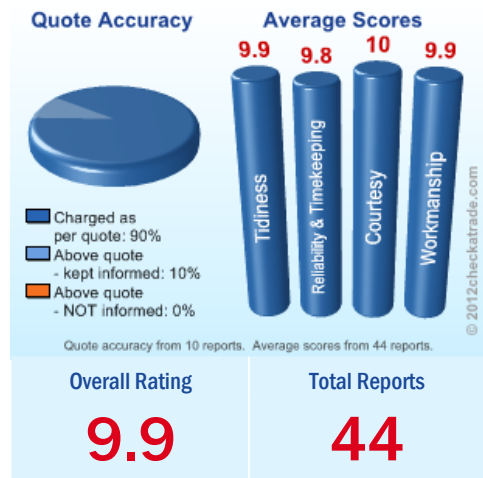 Quote Accuracy
Average Scores
9.9
9.8
10
9.9
Tidiness
Reliability & Timekeeping
Courtesy
Workmanship
Charged as
per quote: 90%
Above quote
- kept informed: 10%
Above quote
- NOT informed: 0%
© 2012checkatrade.com
Quote accuracy from 10 reports. Average scores from 44 reports.
Overall Rating
9.9
Total Reports
44